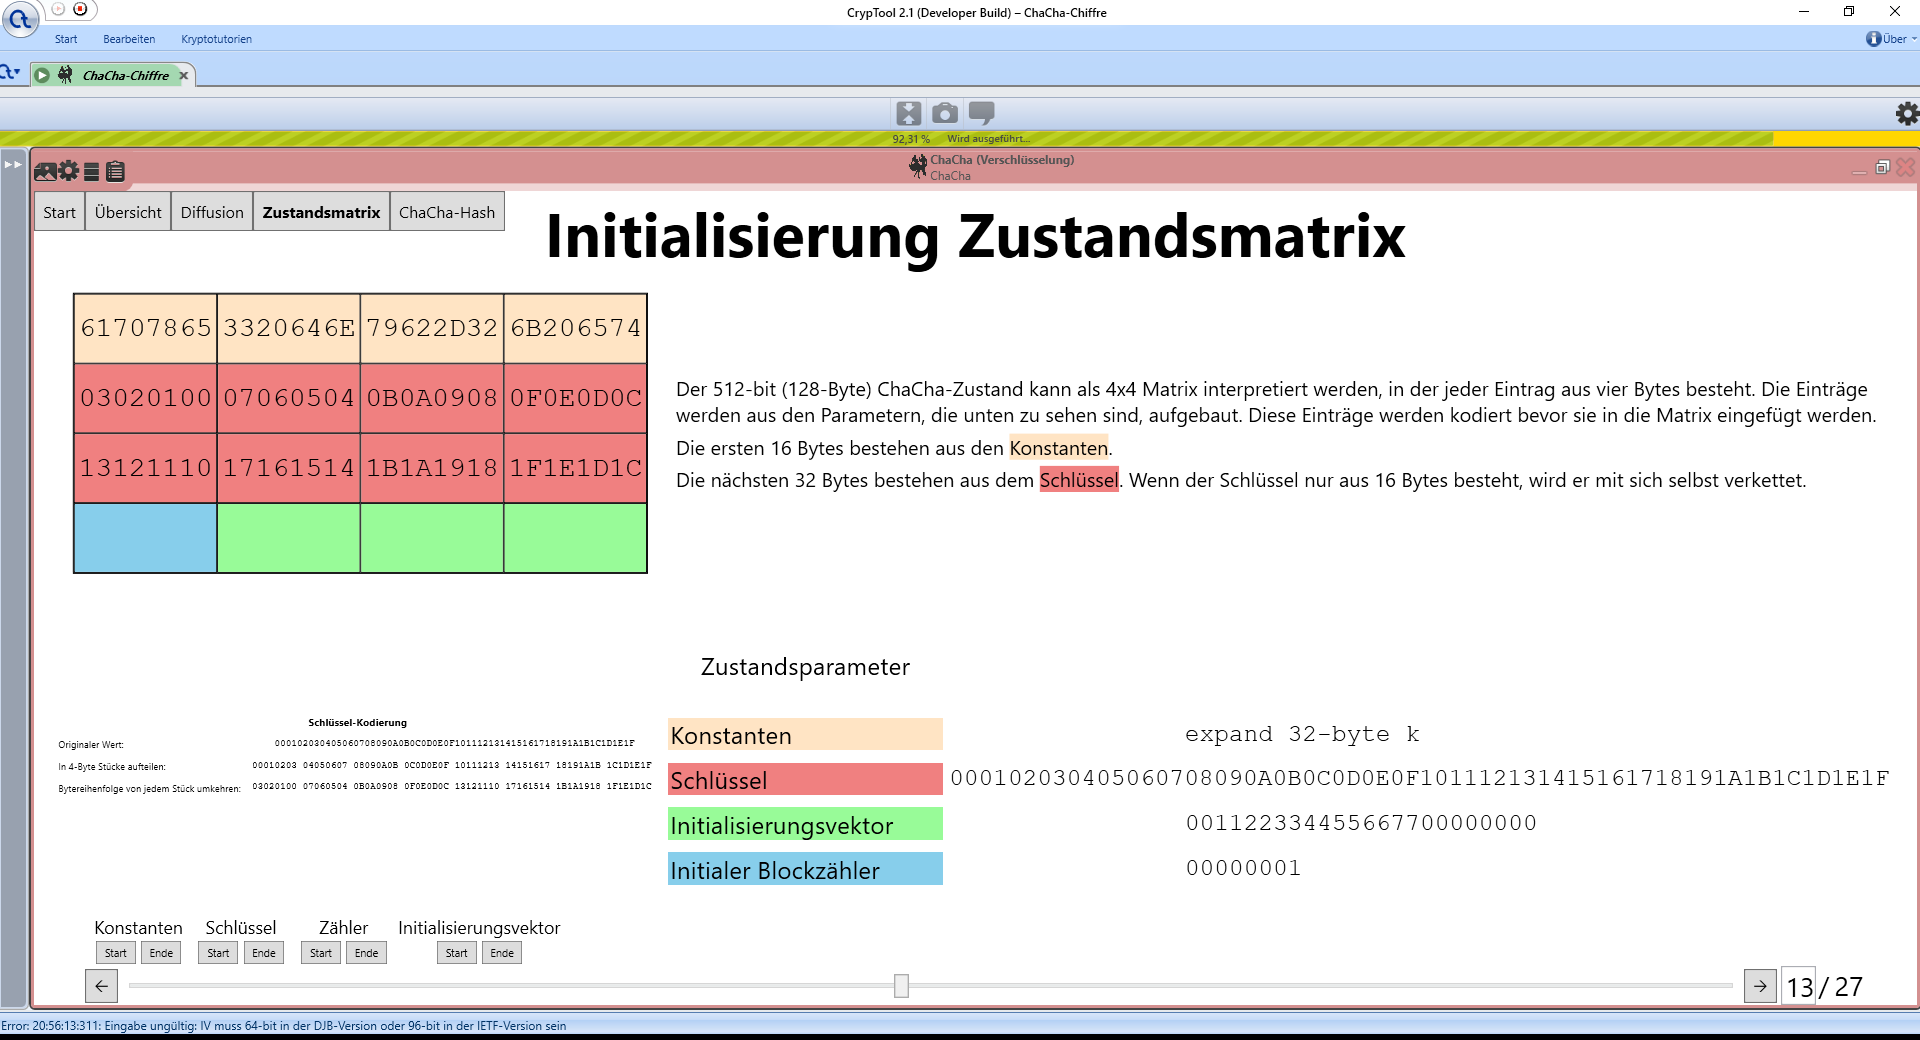 CrypTool 2.1 (Developer Build) – ChaCha-Chiffre
Start Bearbeiten Kryptotutorien
Über
ChaCha-Chiffre
92,31 % Wird ausgeführt...
ChaCha (Verschlüsselung)
ChaCha
Start Übersicht Diffusion Zustandsmatrix ChaCha-Hash
Initialisierung Zustandsmatrix
61707865 3320646E 79622D32 6B206574
03020100 07060504 0B0A0908 0F0E0D0C
13121110 17161514 1B1A1918 1F1E1D1C
Der 512-bit (128-Byte) ChaCha-Zustand kann als 4x4 Matrix interpretiert werden, in der jeder Eintrag aus vier Bytes besteht. Die Einträge
werden aus den Parametern, die unten zu sehen sind, aufgebaut. Diese Einträge werden kodiert bevor sie in die Matrix eingefügt werden.
Die ersten 16 Bytes bestehen aus den Konstanten.
Die nächsten 32 Bytes bestehen aus dem Schlüssel. Wenn der Schlüssel nur aus 16 Bytes besteht, wird er mit sich selbst verkettet.
Schlüssel-Kodierung
Originaler Wert: 000102030405060708090A0B0C0D0E0F101112131415161718191A1B1C1D1E1F
In 4-Byte Stücke aufteilen: 00010203 04050607 08090A0B 0C0D0E0F 10111213 14151617 18191A1B 1C1D1E1F
Bytereihenfolge von jedem Stück umkehren: 03020100 07060504 0B0A0908 0F0E0D0C 13121110 17161514 1B1A1918 1F1E1D1C
Zustandsparameter
Konstanten expand 32-byte k
Schlüssel 000102030405060708090A0B0C0D0E0F101112131415161718191A1B1C1D1E1F
Initialisierungsvektor 001122334455667700000000
Initialer Blockzähler 00000001
Konstanten Schlüssel Zähler Initialisierungsvektor
Start Ende Start Ende Start Ende Start Ende
← → 13 / 27
Error: 20:56:13:311: Eingabe ungültig: IV muss 64-bit in der DJB-Version oder 96-bit in der IETF-Version sein